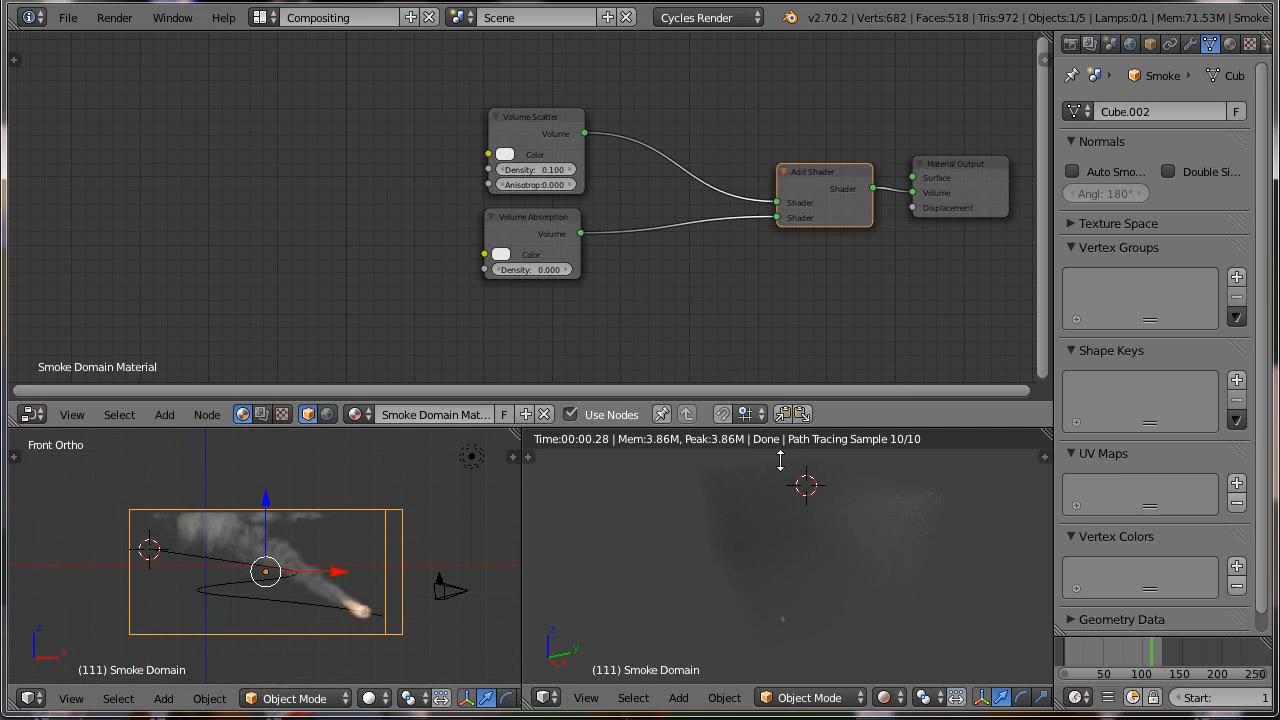 File Render Window Help Compositing Scene Cycles Render v2.70.2 | Verts:682 | Faces:518 | Tris:972 | Objects:1/5 | Lamps:0/1 | Mem:71.53M | Smoke
Smoke Cub
Cube.002 F
Normals
Auto Smo... Double Si...
Angl: 180°
Texture Space
Vertex Groups
Shape Keys
UV Maps
Vertex Colors
Geometry Data
Volume Scatter
Volume
Color
Density: 0.100
Anisotrop:0.000
Volume Absorption
Volume
Color
Density: 0.000
Add Shader
Shader
Shader
Shader
Material Output
Surface
Volume
Displacement
Smoke Domain Material
View Select Add Node Smoke Domain Mat... F Use Nodes
Front Ortho
z
x
(111) Smoke Domain
View Select Add Object Object Mode
Time:00:00.28 | Mem:3.86M, Peak:3.86M | Done | Path Tracing Sample 10/10
z
y
x
(111) Smoke Domain
View Select Add Object Object Mode
50 100 150 200 250
Start: 1